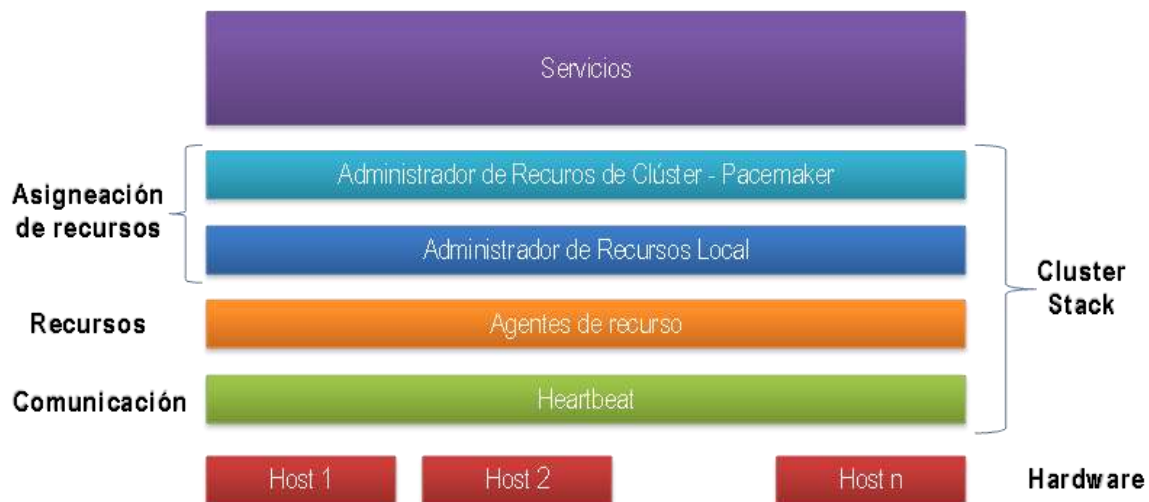 Servicios
Asigneación
de recursos
Administrador de Recuros de Clúster - Pacemaker
Administrador de Recursos Local
Cluster
Stack
Recursos
Agentes de recurso
Comunicación
Heartbeat
Host 1
Host 2
Host n
Hardware